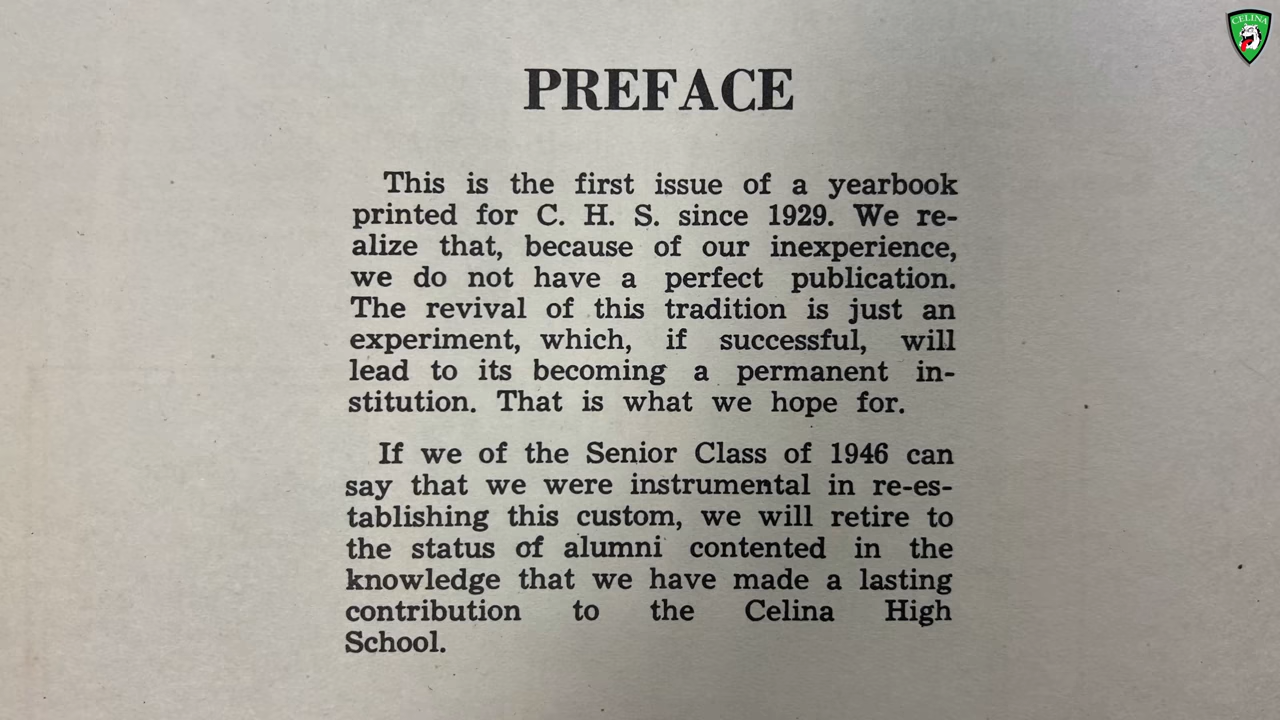 CELINA
PREFACE
This is the first issue of a yearbook
printed for C. H. S. since 1929. We re-
alize that, because of our inexperience,
we do not have a perfect publication.
The revival of this tradition is just an
experiment, which, if successful, will
lead to its becoming a permanent in-
stitution. That is what we hope for.
If we of the Senior Class of 1946 can
say that we were instrumental in re-es-
tablishing this custom, we will retire to
the status of alumni contented in the
knowledge that we have made a lasting
contribution to the Celina High
School.